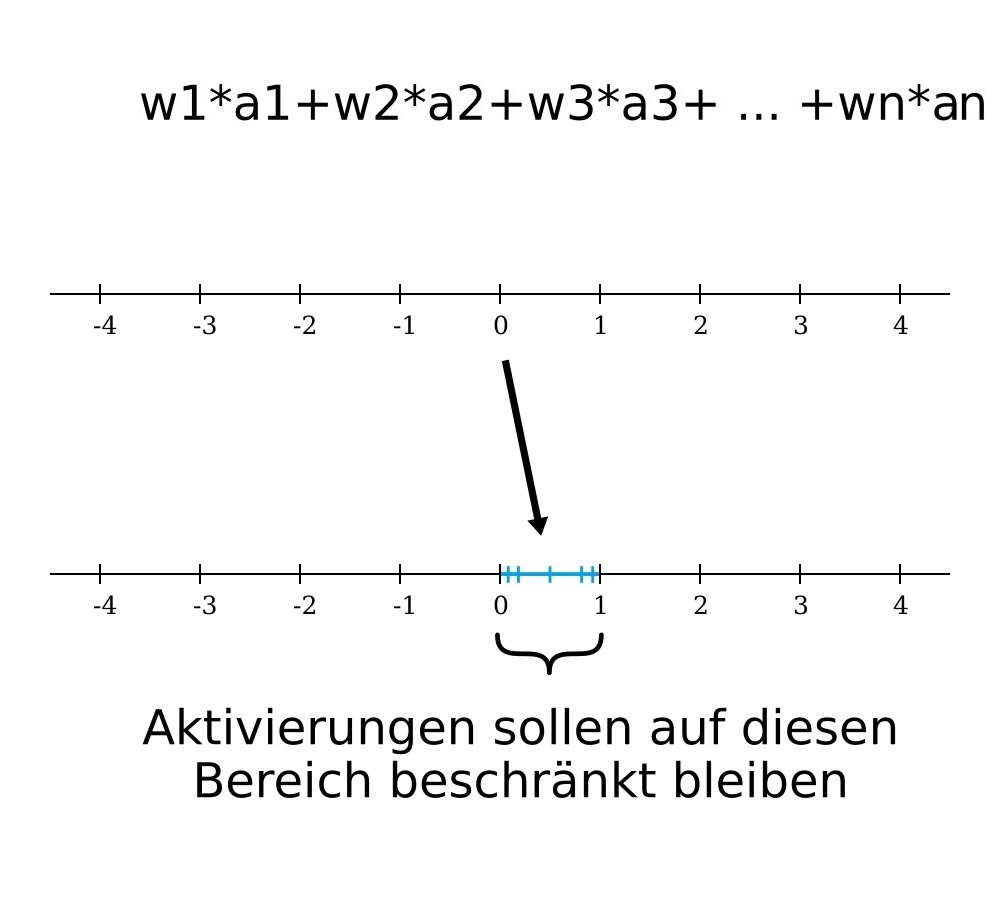 w1*a1+w2*a2+w3*a3+ ... +wn*an
-4 -3 -2 -1 0 1 2 3 4
-4 -3 -2 -1 0 1 2 3 4
Aktivierungen sollen auf diesen
Bereich beschränkt bleiben